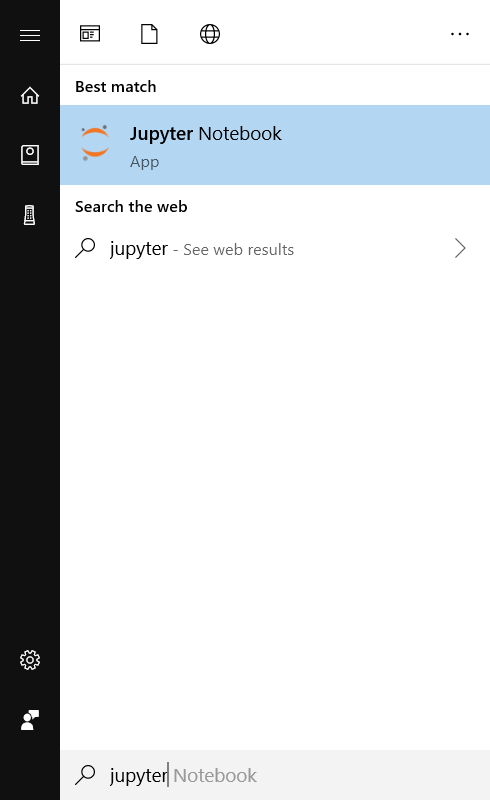 Best match
Jupyter Notebook
App
Search the web
jupyter - See web results
jupyter Notebook